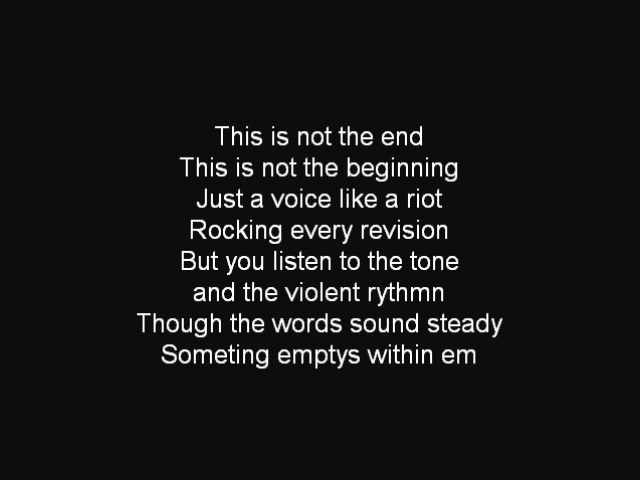 This is not the end
This is not the beginning
Just a voice like a riot
Rocking every revision
But you listen to the tone
and the violent rythmn
Though the words sound steady
Someting emptys within em